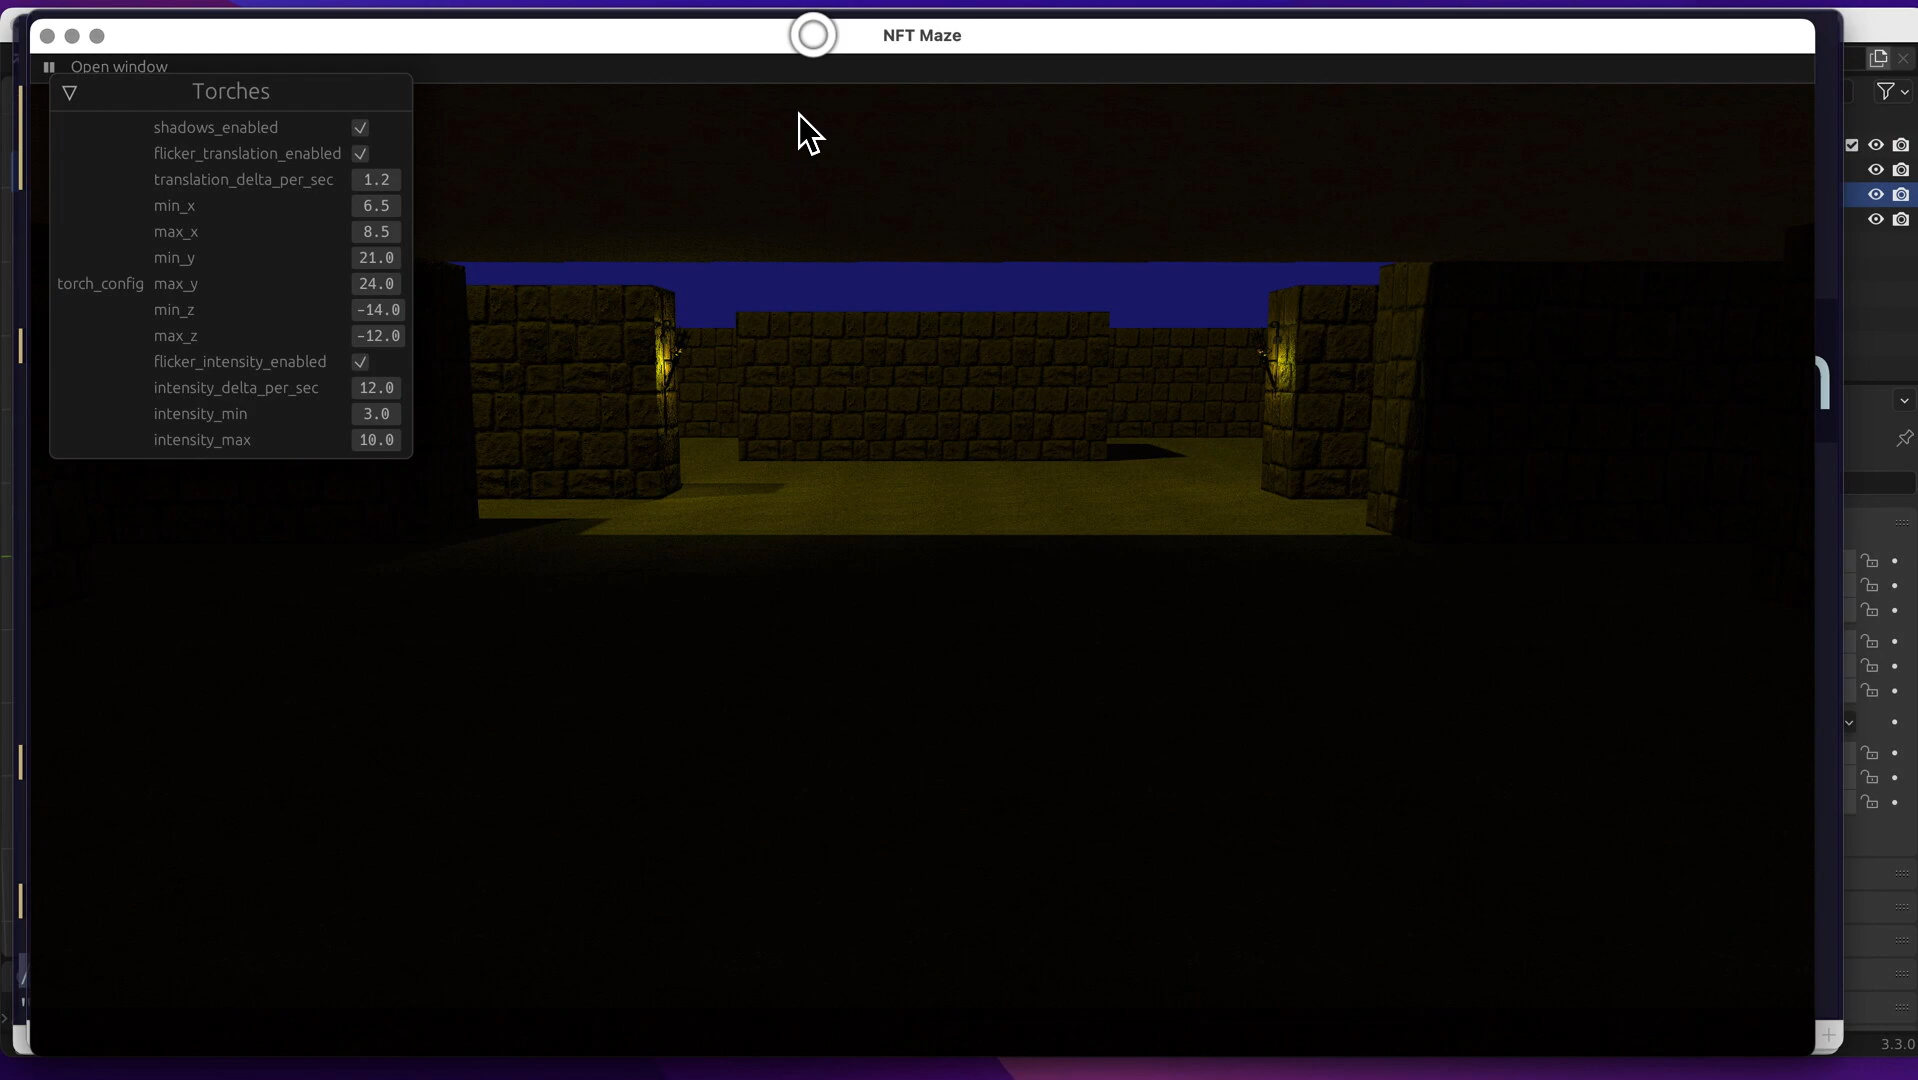 NFT Maze
Open window
Torches
shadows_enabled
flicker_translation_enabled
translation_delta_per_sec 1.2
min_x 6.5
max_x 8.5
min_y 21.0
torch_config max_y 24.0
min_z -14.0
max_z -12.0
flicker_intensity_enabled
intensity_delta_per_sec 12.0
intensity_min 3.0
intensity_max 10.0
3.3.0